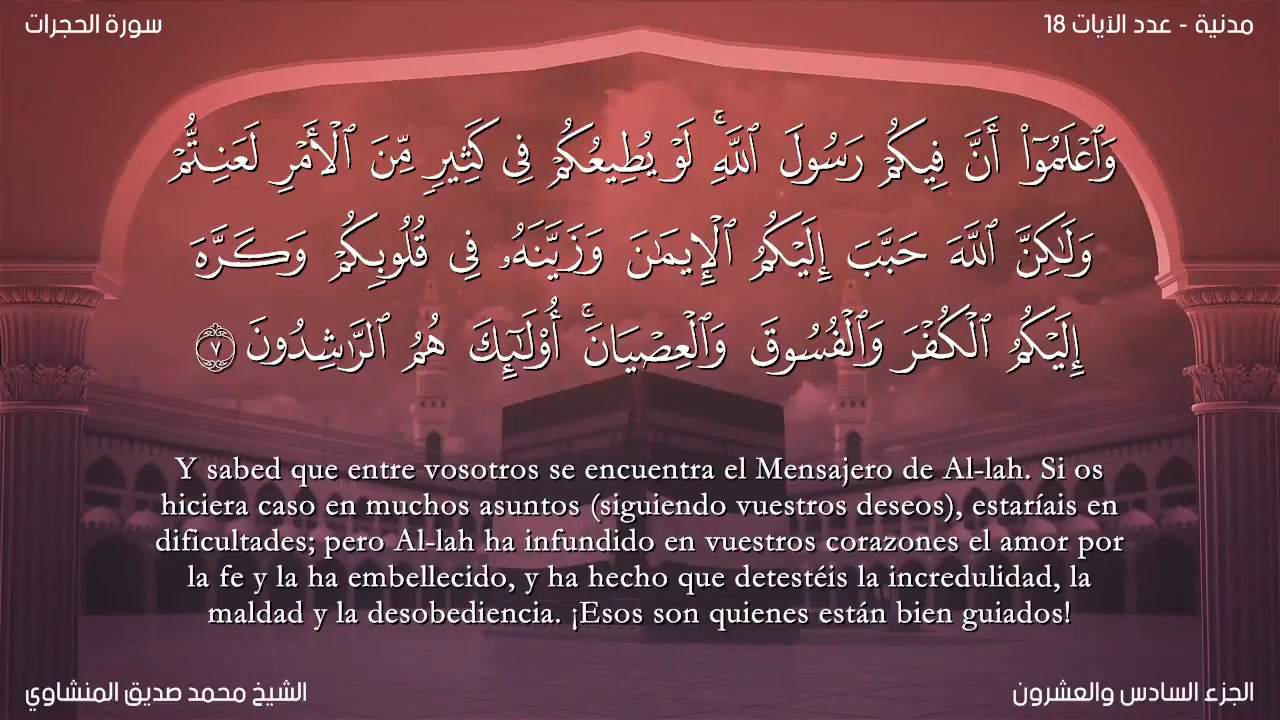 سورة الحجرات
مدنية - عدد الآيات 18
وَٱعۡلَمُوٓاْ أَنَّ فِيكُمۡ رَسُولَ ٱللَّهِۚ لَوۡ يُطِيعُكُمۡ فِي كَثِيرٖ مِّنَ ٱلۡأَمۡرِ لَعَنِتُّمۡ
وَلَٰكِنَّ ٱللَّهَ حَبَّبَ إِلَيۡكُمُ ٱلۡإِيمَٰنَ وَزَيَّنَهُۥ فِي قُلُوبِكُمۡ وَكَرَّهَ
إِلَيۡكُمُ ٱلۡكُفۡرَ وَٱلۡفُسُوقَ وَٱلۡعِصۡيَانَۚ أُوْلَٰٓئِكَ هُمُ ٱلرَّٰشِدُونَ ٧
Y sabed que entre vosotros se encuentra el Mensajero de Al-lah. Si os
hiciera caso en muchos asuntos (siguiendo vuestros deseos), estaríais en
dificultades; pero Al-lah ha infundido en vuestros corazones el amor por
la fe y la ha embellecido, y ha hecho que detestéis la incredulidad, la
maldad y la desobediencia. ¡Esos son quienes están bien guiados!
الشيخ محمد صديق المنشاوي
الجزء السادس والعشرون